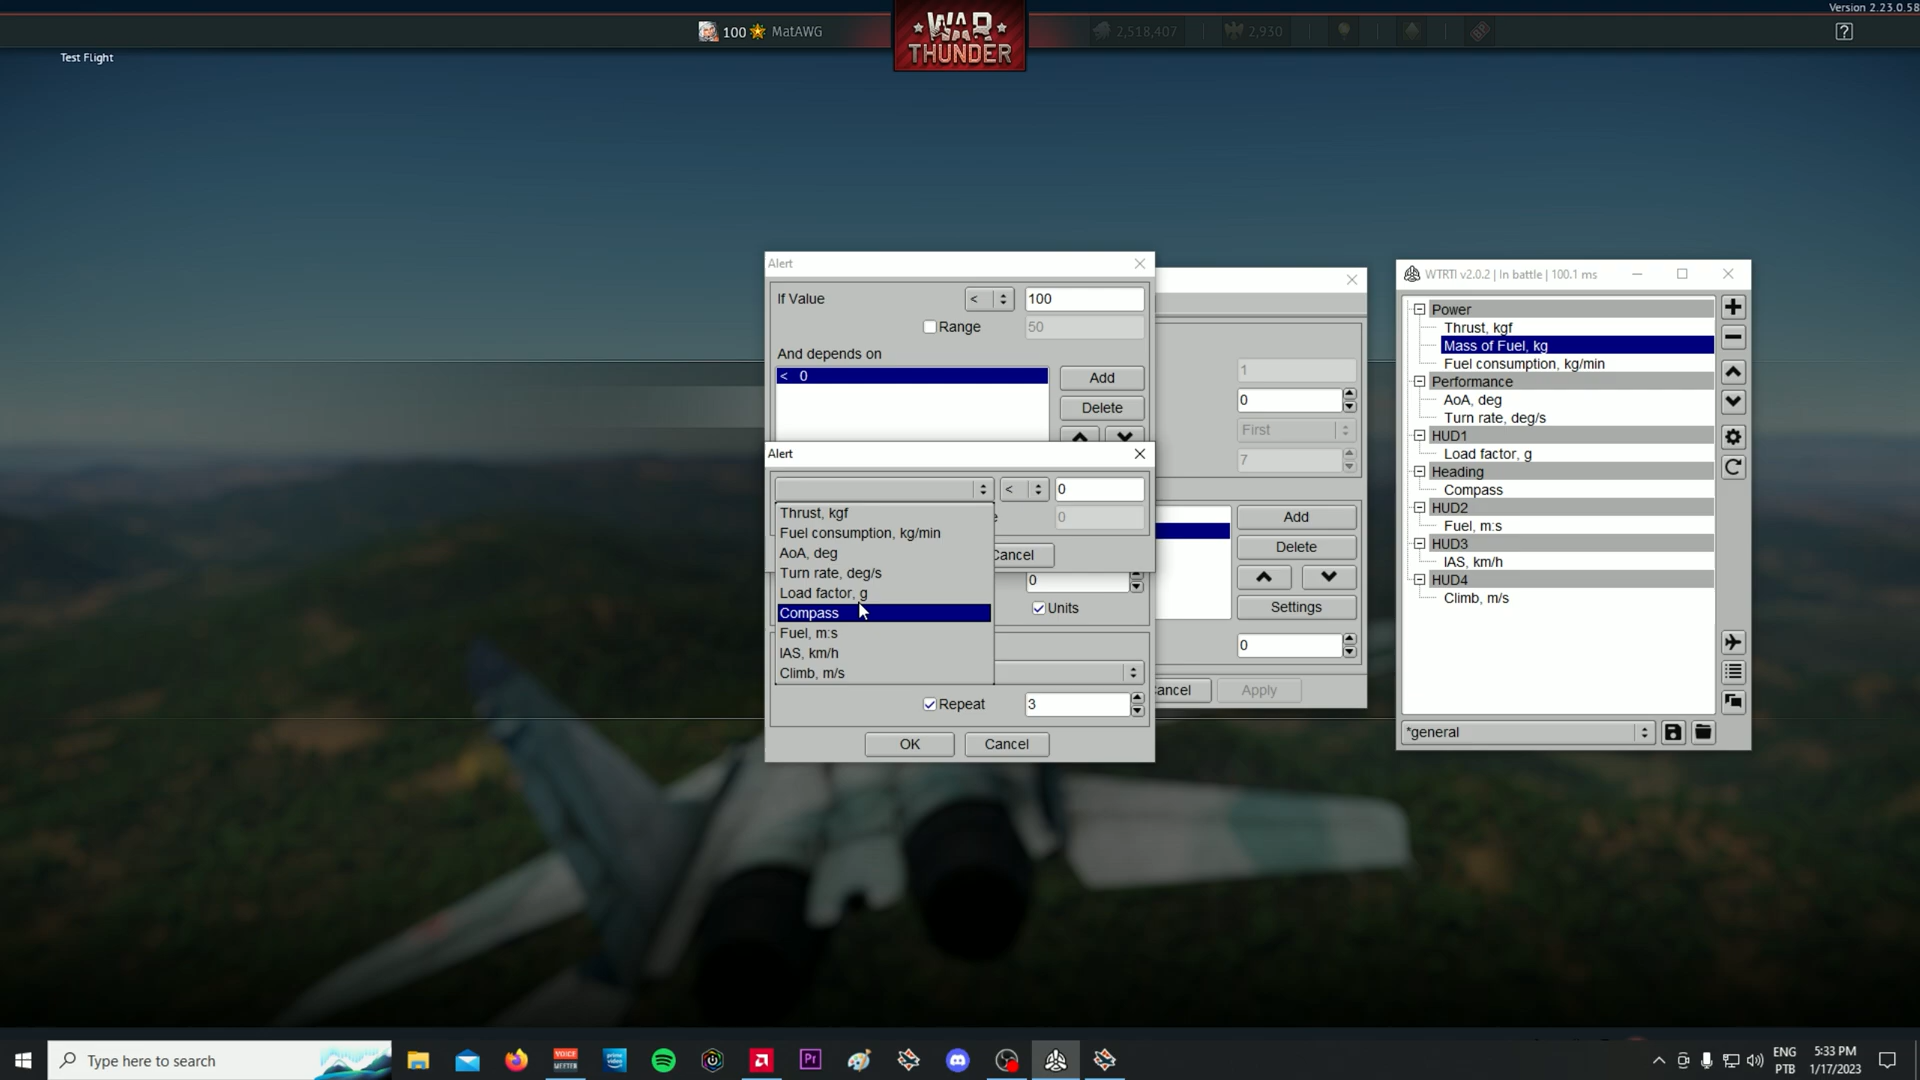 Version 2.23.0.58
100 MatAWG
WAR
THUNDER
2,518,407
2,930
Test Flight
Alert
If Value
<
100
Range
50
And depends on
< 0
Add
Delete
Alert
<
0
0
Thrust, kgf
Fuel consumption, kg/min
AoA, deg
Turn rate, deg/s
Load factor, g
Compass
Fuel, m:s
IAS, km/h
Climb, m/s
Cancel
0
Units
Repeat
3
OK
Cancel
1
0
First
7
Add
Delete
Settings
0
Cancel
Apply
WTRTI v2.0.2 | In battle | 100.1 ms
Power
Thrust, kgf
Mass of Fuel, kg
Fuel consumption, kg/min
Performance
AoA, deg
Turn rate, deg/s
HUD1
Load factor, g
Heading
Compass
HUD2
Fuel, m:s
HUD3
IAS, km/h
HUD4
Climb, m/s
*general
Type here to search
VOICE
MEETER
prime
video
Pr
ENG
PTB
5:33 PM
1/17/2023